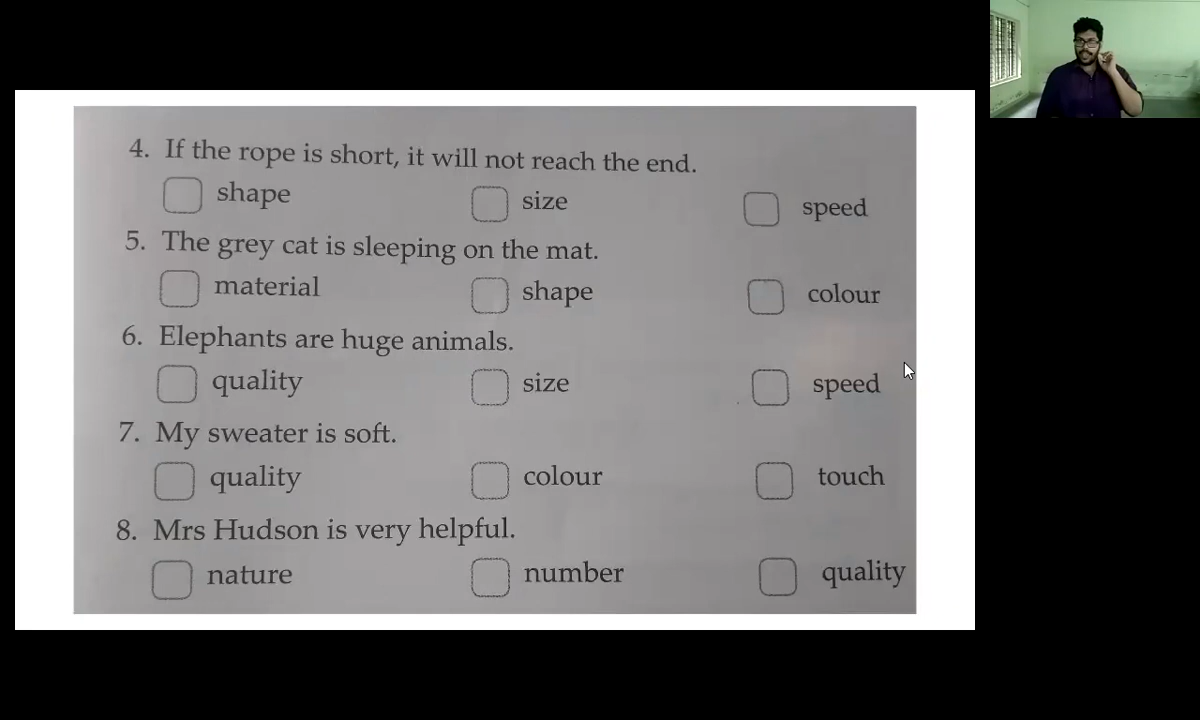 4. If the rope is short, it will not reach the end.
shape size speed
5. The grey cat is sleeping on the mat.
material shape colour
6. Elephants are huge animals.
quality size speed
7. My sweater is soft.
quality colour touch
8. Mrs Hudson is very helpful.
nature number quality